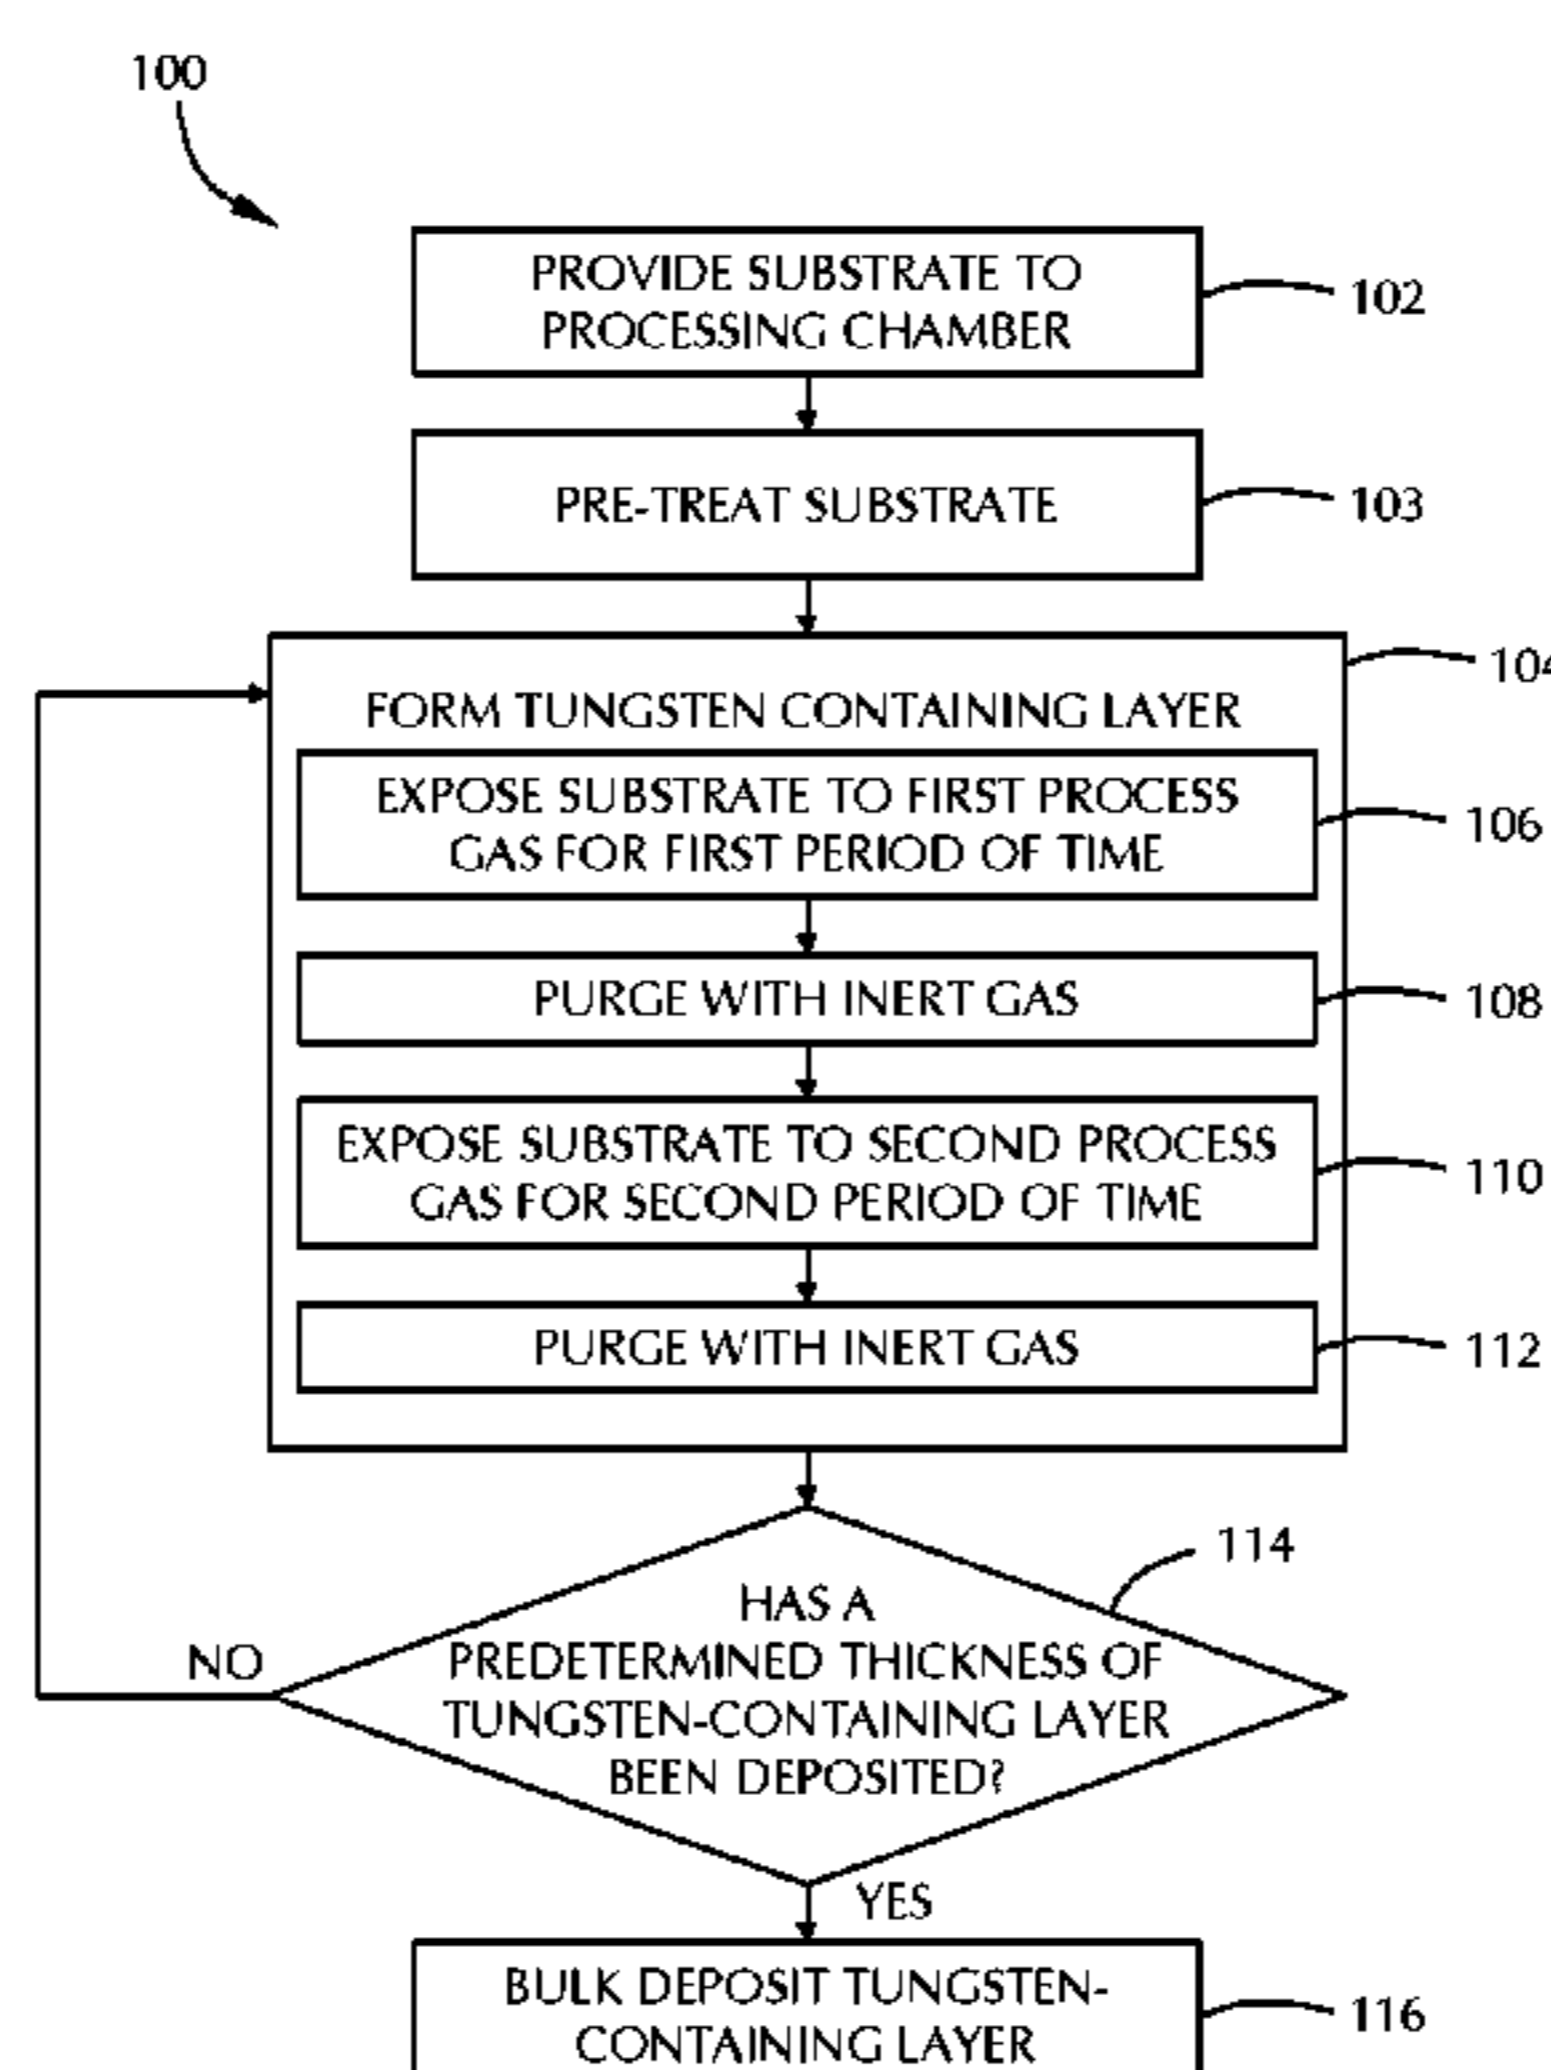 100
PROVIDE SUBSTRATE TO
PROCESSING CHAMBER
102
PRE-TREAT SUBSTRATE
103
104
FORM TUNGSTEN CONTAINING LAYER
EXPOSE SUBSTRATE TO FIRST PROCESS
GAS FOR FIRST PERIOD OF TIME
106
PURGE WITH INERT GAS
108
EXPOSE SUBSTRATE TO SECOND PROCESS
GAS FOR SECOND PERIOD OF TIME
110
PURGE WITH INERT GAS
112
114
HAS A
PREDETERMINED THICKNESS OF
TUNGSTEN-CONTAINING LAYER
BEEN DEPOSITED?
NO
YES
BULK DEPOSIT TUNGSTEN-
CONTAINING LAYER
116